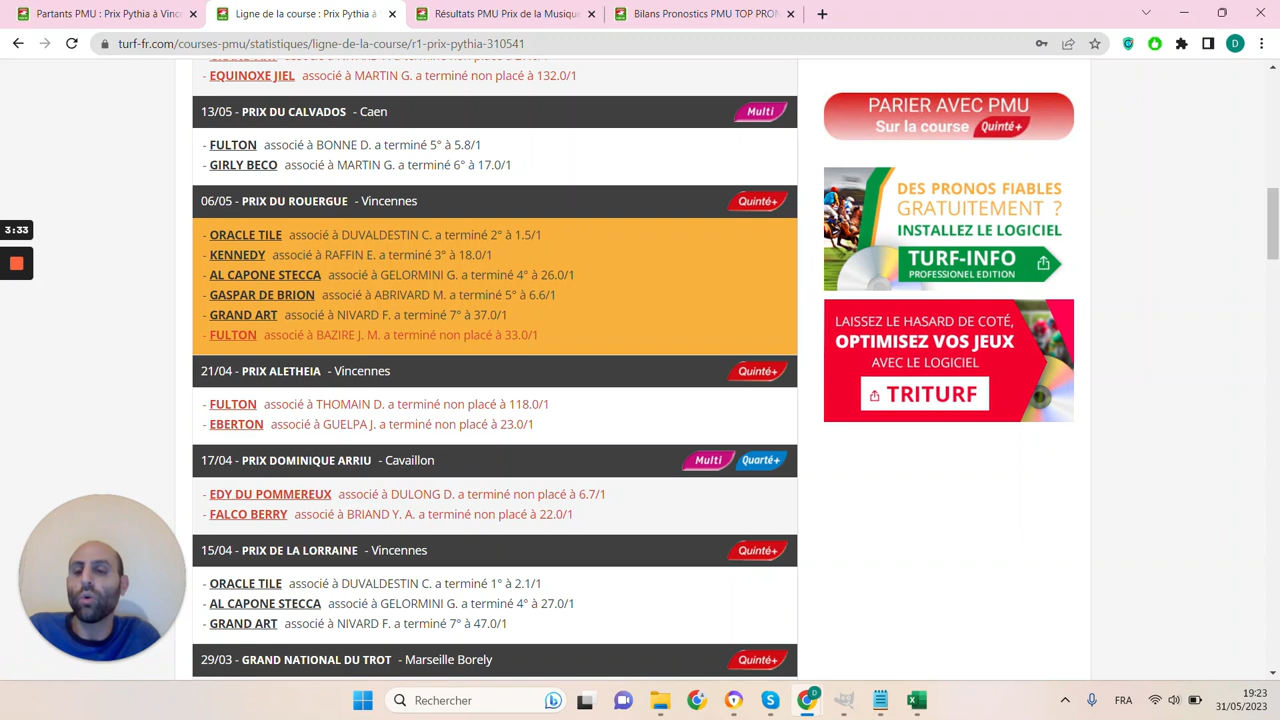 Partants PMU : Prix Pythia à Vinc
Ligne de la course : Prix Pythia à
Résultats PMU Prix de la Musique
Bilans Pronostics PMU TOP PRON
turf-fr.com/courses-pmu/statistiques/ligne-de-la-course/r1-prix-pythia-310541
D
- EQUINOXE JIEL associé à MARTIN G. a terminé non placé à 132.0/1
13/05 - PRIX DU CALVADOS - Caen Multi
- FULTON associé à BONNE D. a terminé 5° à 5.8/1
- GIRLY BECO associé à MARTIN G. a terminé 6° à 17.0/1
06/05 - PRIX DU ROUERGUE - Vincennes Quinté+
- ORACLE TILE associé à DUVALDESTIN C. a terminé 2° à 1.5/1
- KENNEDY associé à RAFFIN E. a terminé 3° à 18.0/1
- AL CAPONE STECCA associé à GELORMINI G. a terminé 4° à 26.0/1
- GASPAR DE BRION associé à ABRIVARD M. a terminé 5° à 6.6/1
- GRAND ART associé à NIVARD F. a terminé 7° à 37.0/1
- FULTON associé à BAZIRE J. M. a terminé non placé à 33.0/1
21/04 - PRIX ALETHEIA - Vincennes Quinté+
- FULTON associé à THOMAIN D. a terminé non placé à 118.0/1
- EBERTON associé à GUELPA J. a terminé non placé à 23.0/1
17/04 - PRIX DOMINIQUE ARRIU - Cavaillon Multi Quarté+
- EDY DU POMMEREUX associé à DULONG D. a terminé non placé à 6.7/1
- FALCO BERRY associé à BRIAND Y. A. a terminé non placé à 22.0/1
15/04 - PRIX DE LA LORRAINE - Vincennes Quinté+
- ORACLE TILE associé à DUVALDESTIN C. a terminé 1° à 2.1/1
- AL CAPONE STECCA associé à GELORMINI G. a terminé 4° à 27.0/1
- GRAND ART associé à NIVARD F. a terminé 7° à 47.0/1
29/03 - GRAND NATIONAL DU TROT - Marseille Borely Quinté+
PARIER AVEC PMU
Sur la course Quinté+
DES PRONOS FIABLES
GRATUITEMENT ?
INSTALLEZ LE LOGICIEL
TURF-INFO
PROFESSIONEL EDITION
LAISSEZ LE HASARD DE COTÉ,
OPTIMISEZ VOS JEUX
AVEC LE LOGICIEL
TRITURF
3:33
Rechercher
D
FRA
19:23
31/05/2023